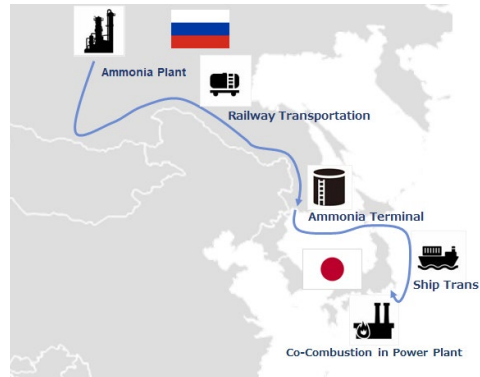 Ammonia Plant
Railway Transportation
Ammonia Terminal
Ship Trans
Co-Combustion in Power Plant